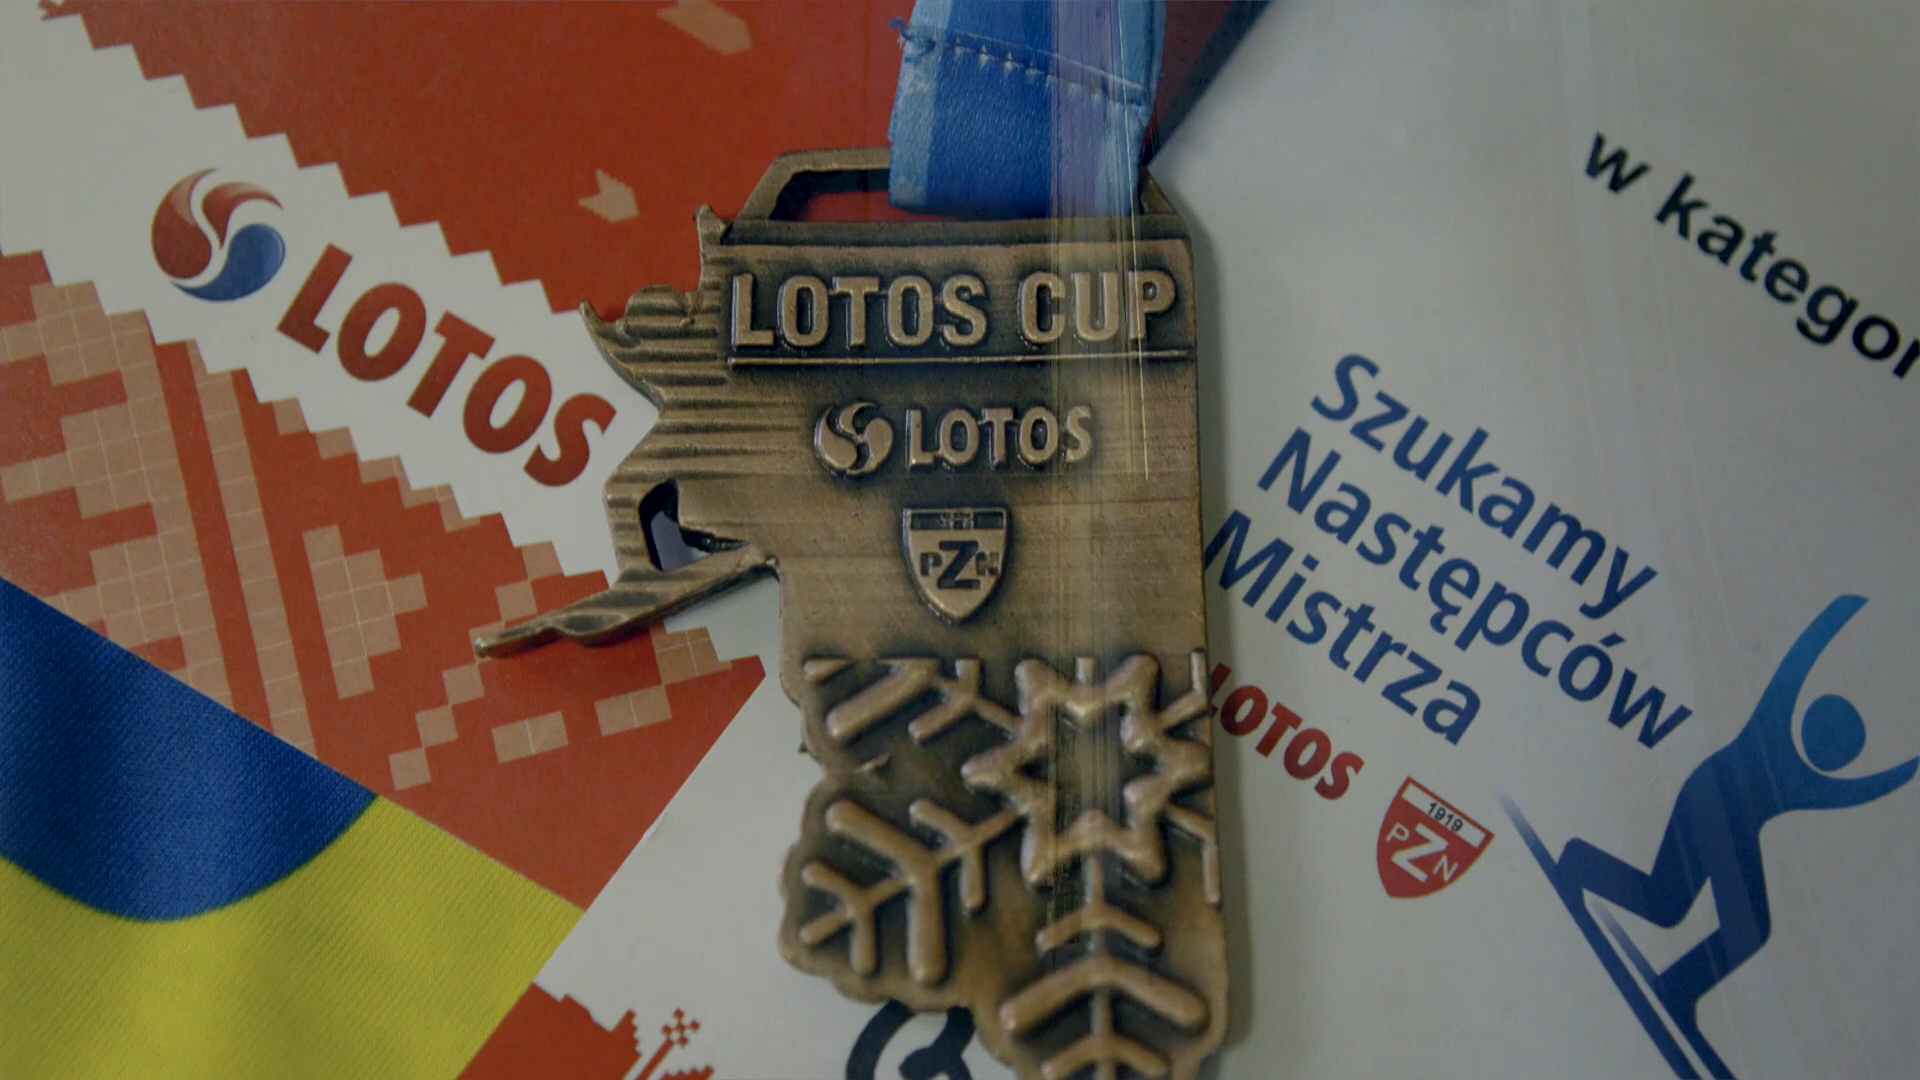 LOTOS
LOTOS CUP
LOTOS
PZN
w kategor
Szukamy
Następców
Mistrza
LOTOS
1919
PZN